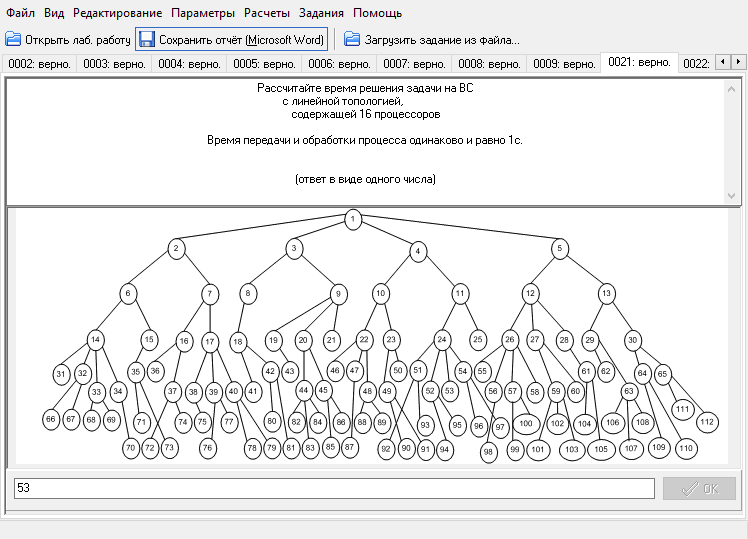 Файл Вид Редактирование Параметры Расчеты Задания Помощь
Открыть лаб. работу Сохранить отчёт (Microsoft Word) Загрузить задание из файла...
0002: верно. 0003: верно. 0004: верно. 0005: верно. 0006: верно. 0007: верно. 0008: верно. 0009: верно. 0021: верно. 0022:
Рассчитайте время решения задачи на ВС
с линейной топологией,
содержащей 16 процессоров
Время передачи и обработки процесса одинаково и равно 1с.
(ответ в виде одного числа)
1
2 3 4 5
6 7 8 9 10 11 12 13
14 15 16 17 18 19 20 21 22 23 24 25 26 27 28 29 30
31 32 33 34 35 36 37 38 39 40 41 42 43 44 45 46 47 48 49 50 51 52 53 54 55 56 57 58 59 60 61 62 63 64 65
66 67 68 69 70 71 72 73 74 75 76 77 78 79 80 81 82 83 84 85 86 87 88 89 90 91 92 93 94 95 96 97 98 99 100 101 102 103 104 105 106 107 108 109 110 111 112
53 OK